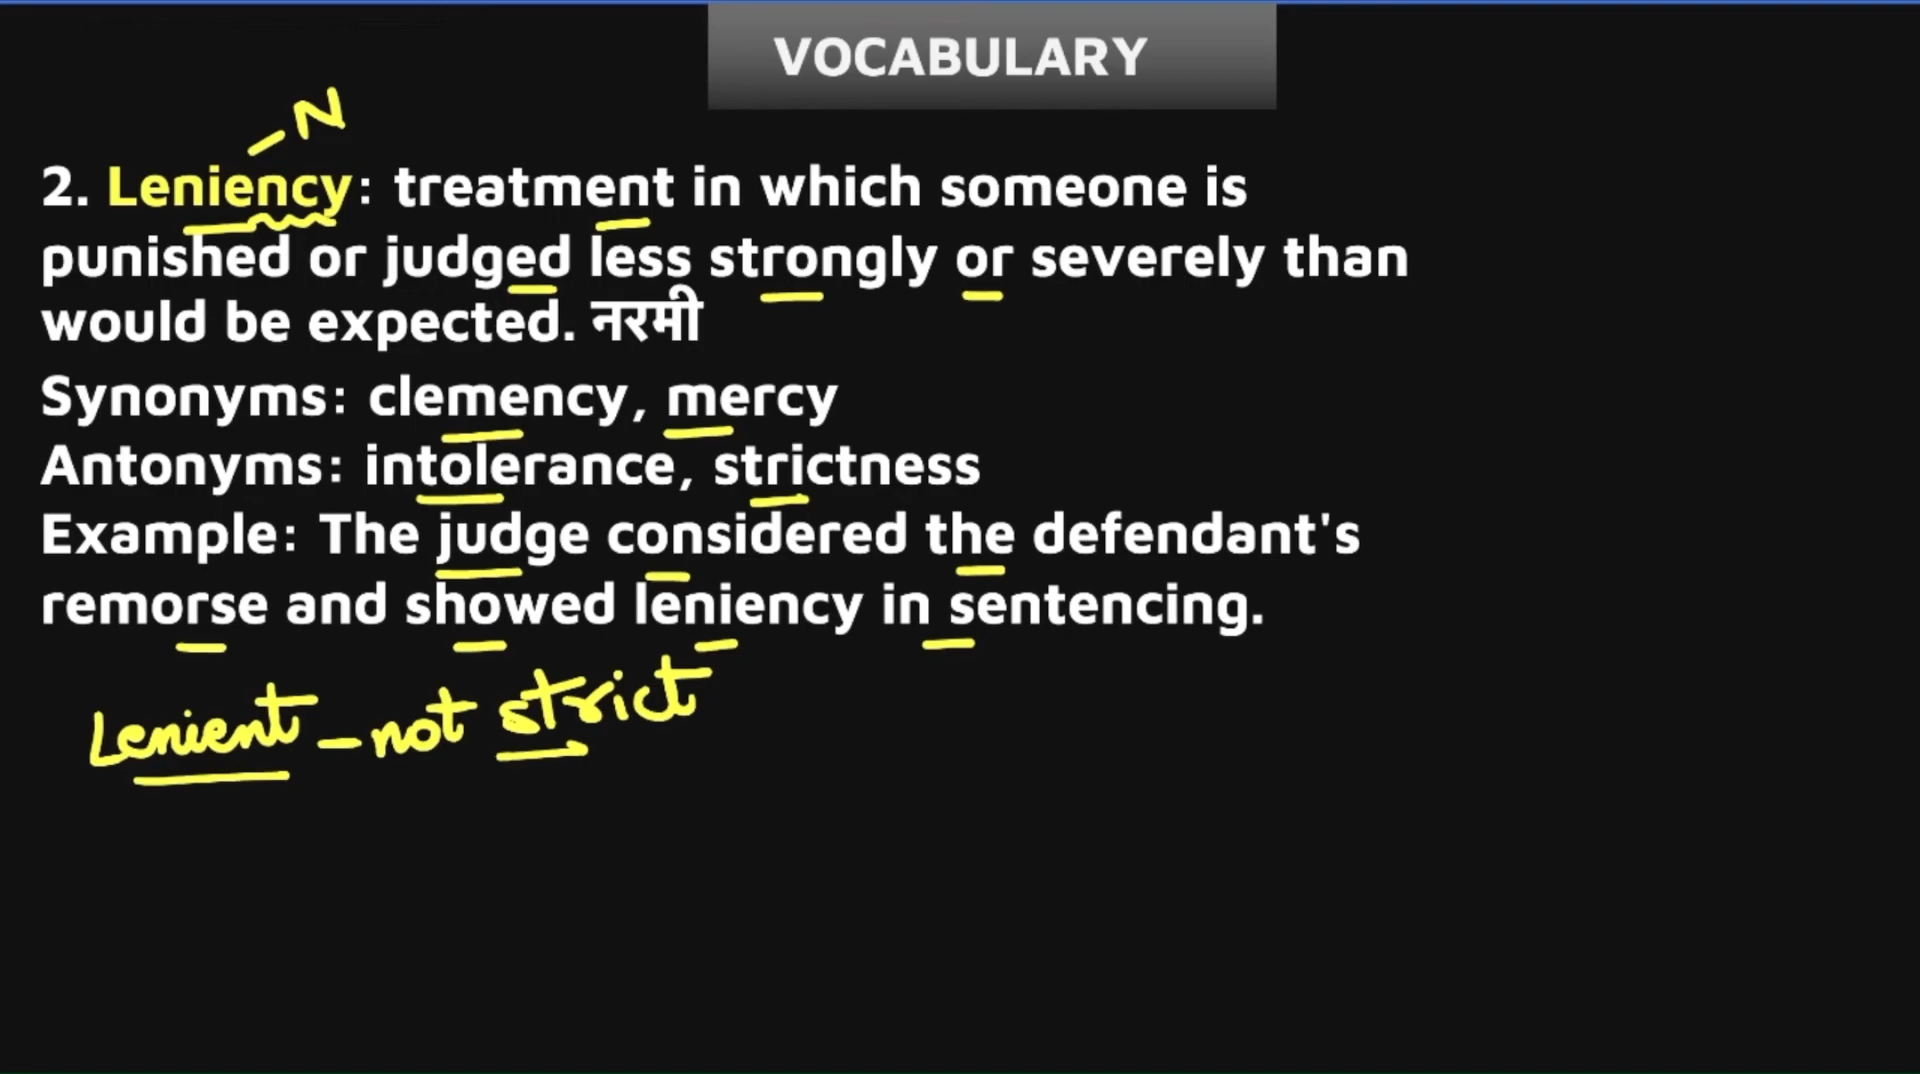 VOCABULARY
- N
2. Leniency: treatment in which someone is
punished or judged less strongly or severely than
would be expected. नरमी
Synonyms: clemency, mercy
Antonyms: intolerance, strictness
Example: The judge considered the defendant's
remorse and showed leniency in sentencing.
Lenient - not strict